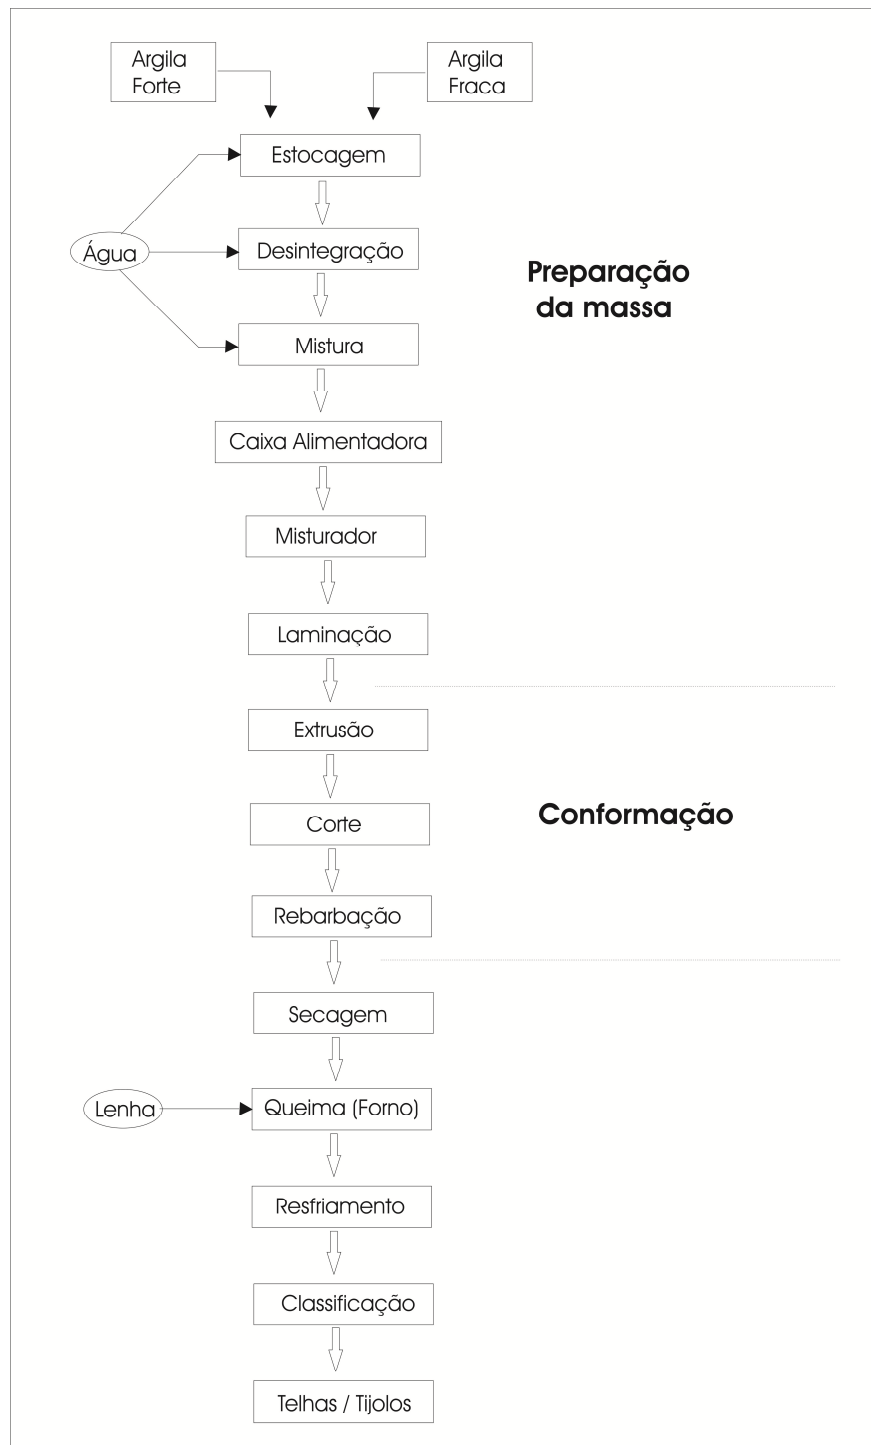 Argila
Forte
Argila
Fraca
Estocagem
Água
Desintegração
Preparação
da massa
Mistura
Caixa Alimentadora
Misturador
Laminação
Extrusão
Conformação
Corte
Rebarbação
Secagem
Lenha
Queima (Forno)
Resfriamento
Classificação
Telhas / Tijolos